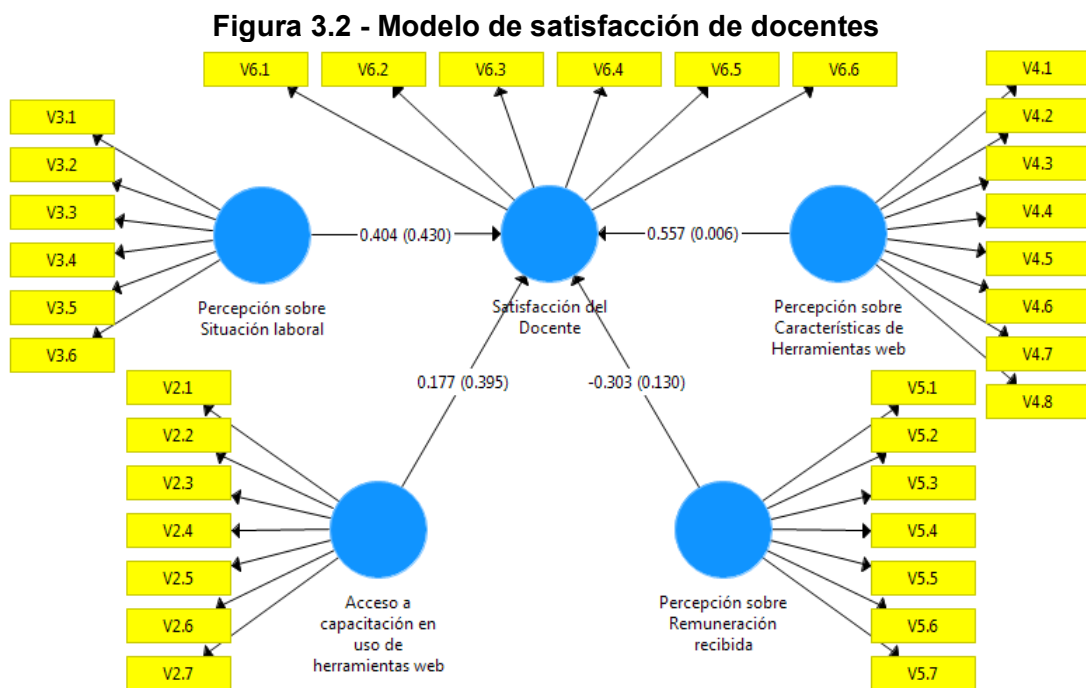 Figura 3.2 - Modelo de satisfacción de docentes
V6.1
V6.2
V6.3
V6.4
V6.5
V6.6
V3.1
V3.2
V3.3
V3.4
V3.5
V3.6
V4.1
V4.2
V4.3
V4.4
V4.5
V4.6
V4.7
V4.8
0.404 (0.430)
0.557 (0.006)
Percepción sobre
Situación laboral
Satisfacción del
Docente
Percepción sobre
Características de
Herramientas web
0.177 (0.395)
-0.303 (0.130)
V2.1
V2.2
V2.3
V2.4
V2.5
V2.6
V2.7
V5.1
V5.2
V5.3
V5.4
V5.5
V5.6
V5.7
Acceso a
capacitación en
uso de
herramientas web
Percepción sobre
Remuneración
recibida